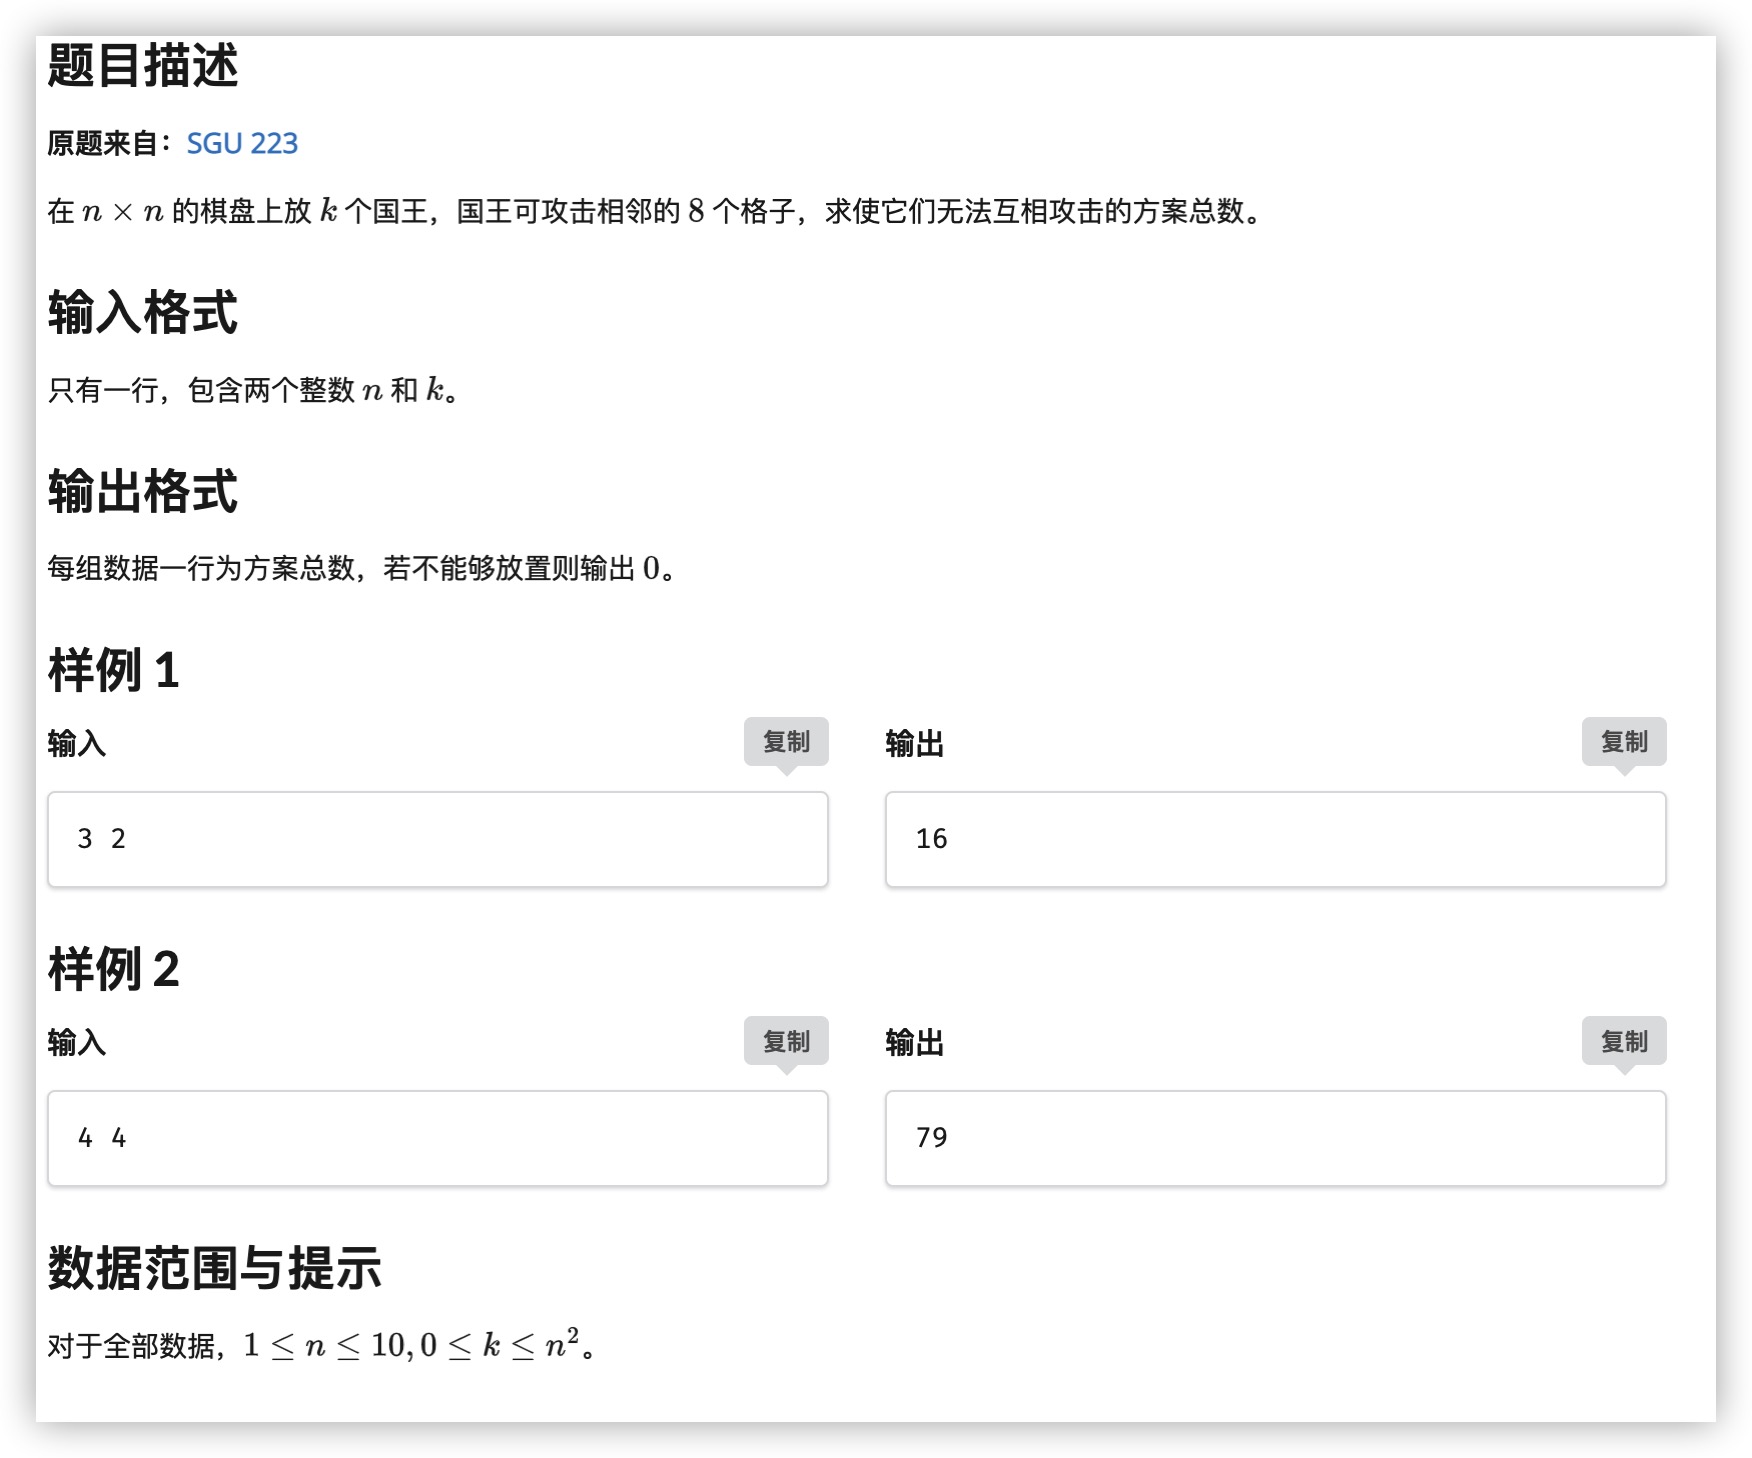 题目描述
原题来自：SGU 223
在 n × n 的棋盘上放 k 个国王，国王可攻击相邻的 8 个格子，求使它们无法互相攻击的方案总数。
输入格式
只有一行，包含两个整数 n 和 k。
输出格式
每组数据一行为方案总数，若不能够放置则输出 0。
样例 1
输入
复制
输出
复制
3 2
16
样例 2
输入
复制
输出
复制
4 4
79
数据范围与提示
对于全部数据，1 ≤ n ≤ 10, 0 ≤ k ≤ n²。